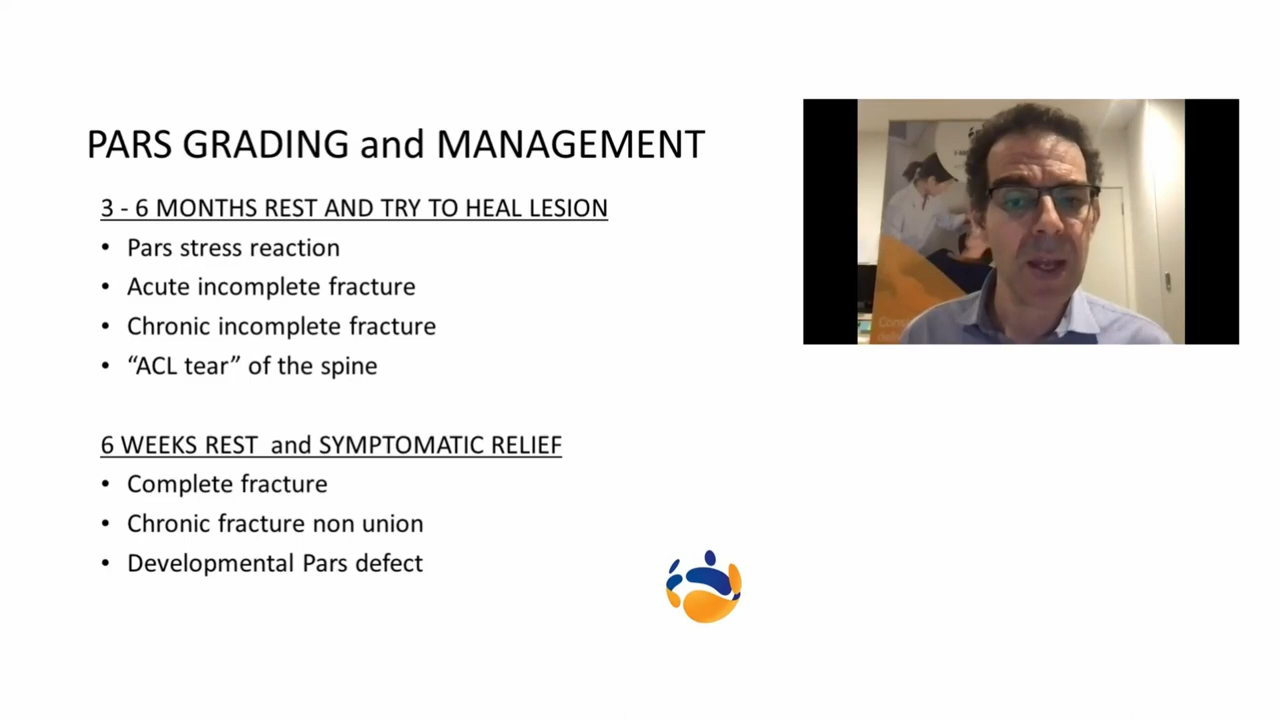 PARS GRADING and MANAGEMENT
3 - 6 MONTHS REST AND TRY TO HEAL LESION
• Pars stress reaction
• Acute incomplete fracture
• Chronic incomplete fracture
• “ACL tear” of the spine
6 WEEKS REST and SYMPTOMATIC RELIEF
• Complete fracture
• Chronic fracture non union
• Developmental Pars defect